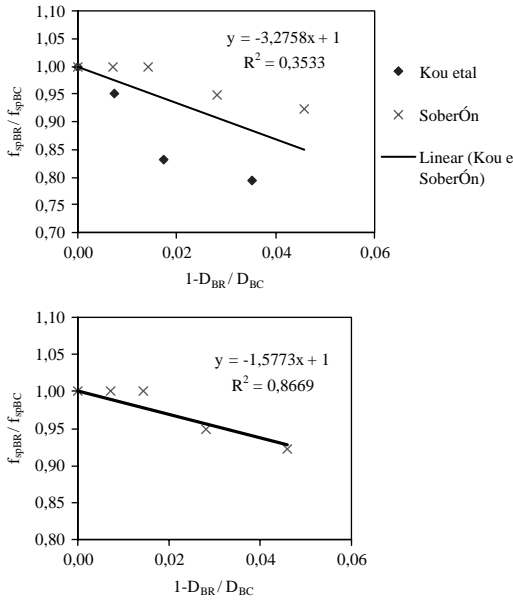 1,10
1,05
1,00
0,95
0,90
0,85
0,80
0,75
0,70
f_spBR / f_spBC
y = -3,2758x + 1
R² = 0,3533
0,00 0,02 0,04 0,06
1-D_BR / D_BC
Kou etal
SoberÓn
Linear (Kou e
SoberÓn)
1,10
1,05
1,00
0,95
0,90
0,85
0,80
f_spBR / f_spBC
y = -1,5773x + 1
R² = 0,8669
0,00 0,02 0,04 0,06
1-D_BR / D_BC